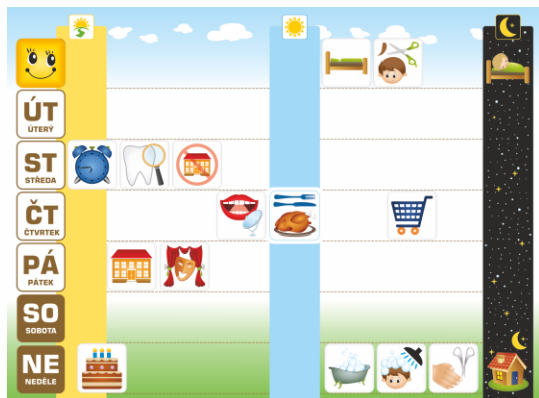 ÚT
ÚTERÝ
ST
STŘEDA
ČT
ČTVRTEK
PÁ
PÁTEK
SO
SOBOTA
NE
NEDĚLE